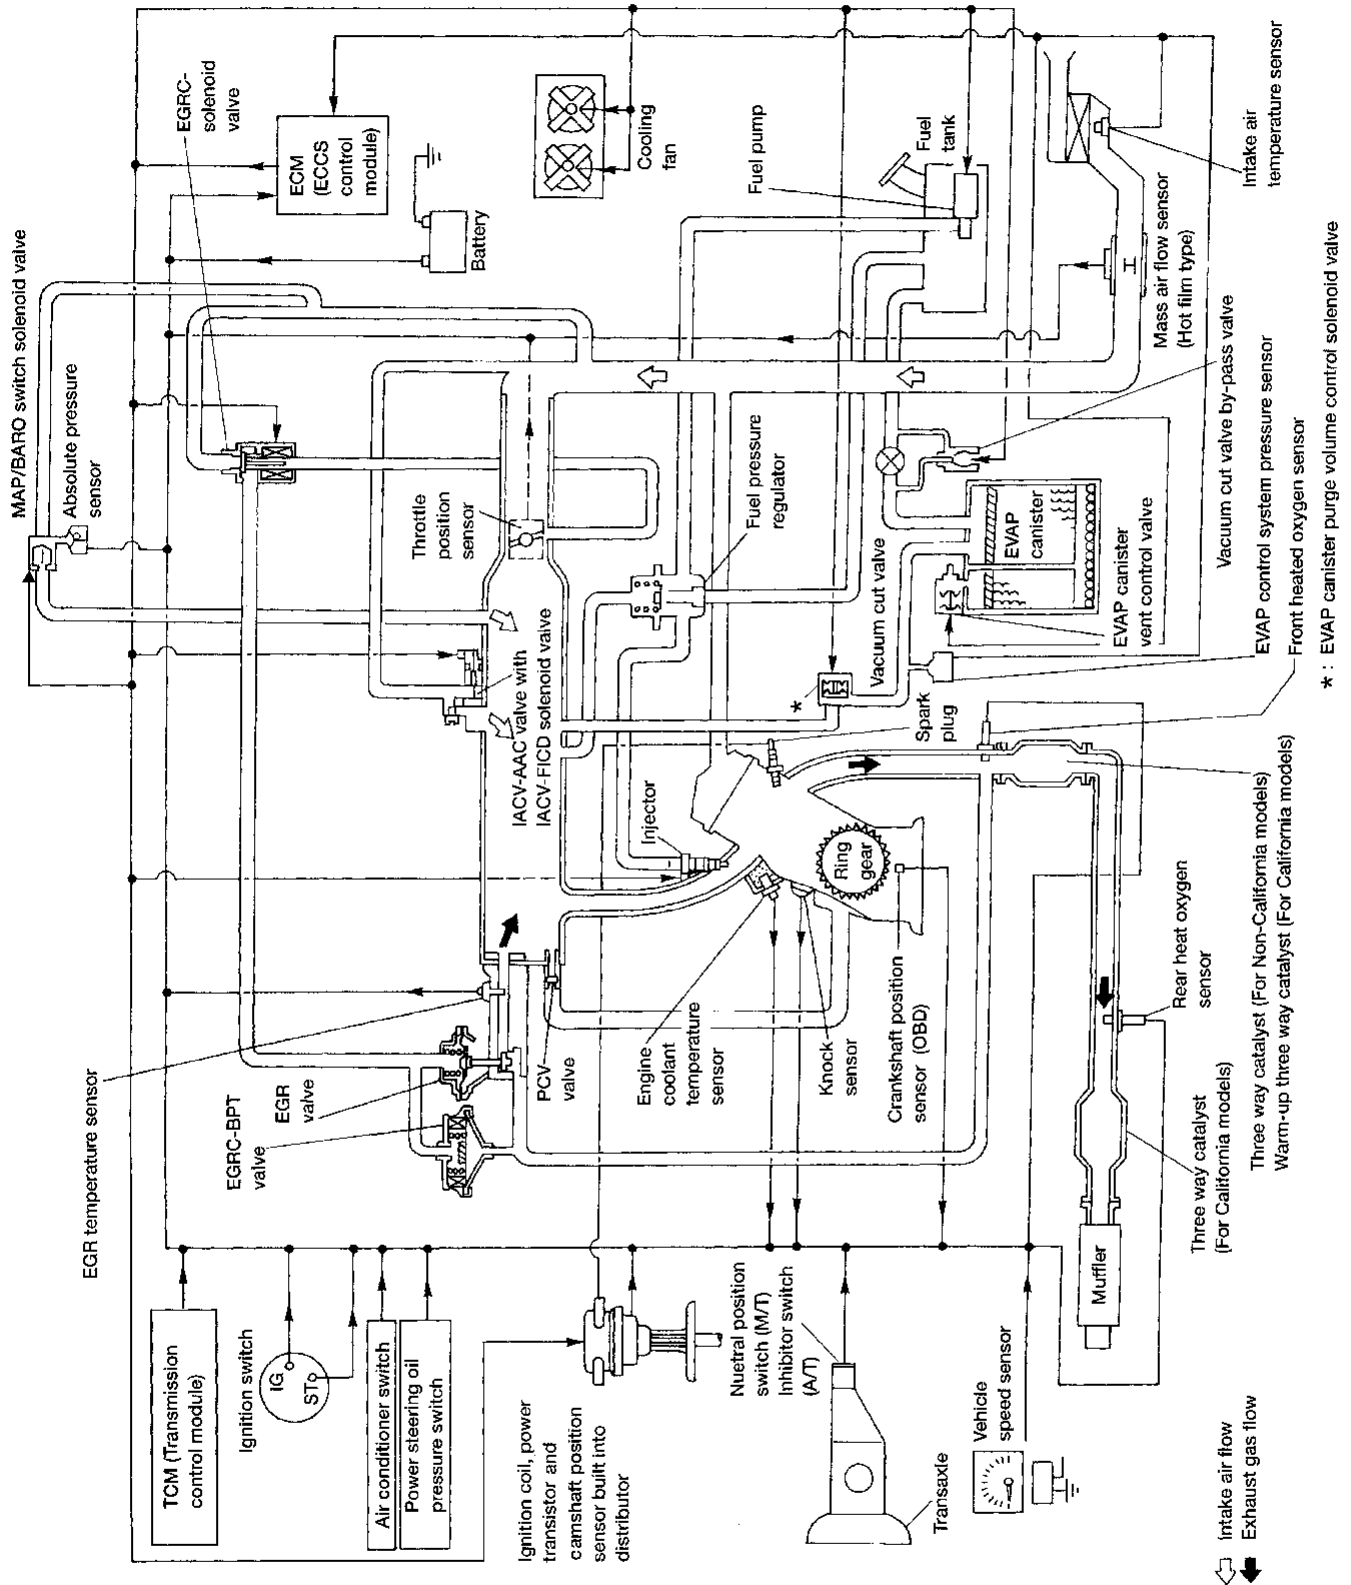 MAP/BARO switch solenoid valve
Absolute pressure
sensor
EGRC-
solenoid
valve
ECM
(ECCS
control
module)
Battery
Cooling
fan
Fuel pump
Fuel
tank
Mass air flow sensor
(Hot film type)
Intake air
temperature sensor
Throttle
position
sensor
Fuel pressure
regulator
IACV-AAC valve with
IACV-FICD solenoid valve
Injector
Vacuum cut valve
Vacuum cut valve by-pass valve
EVAP
canister
EVAP canister
vent control valve
EVAP control system pressure sensor
Front heated oxygen sensor
* : EVAP canister purge volume control solenoid valve
*
Spark
plug
Ring
gear
EGR temperature sensor
EGRC-BPT
valve
EGR
valve
PCV
valve
Engine
coolant
temperature
sensor
Knock
sensor
Crankshaft position
sensor (OBD)
Rear heat oxygen
sensor
Three way catalyst (For Non-California models)
Warm-up three way catalyst (For California models)
Three way catalyst
(For California models)
Muffler
TCM (Transmission
control module)
Ignition switch
IG
ST
Air conditioner switch
Power steering oil
pressure switch
Ignition coil, power
transistor and
camshaft position
sensor built into
distributor
Nuetral position
switch (M/T)
Inhibitor switch
(A/T)
Transaxle
Vehicle
speed sensor
Intake air flow
Exhaust gas flow